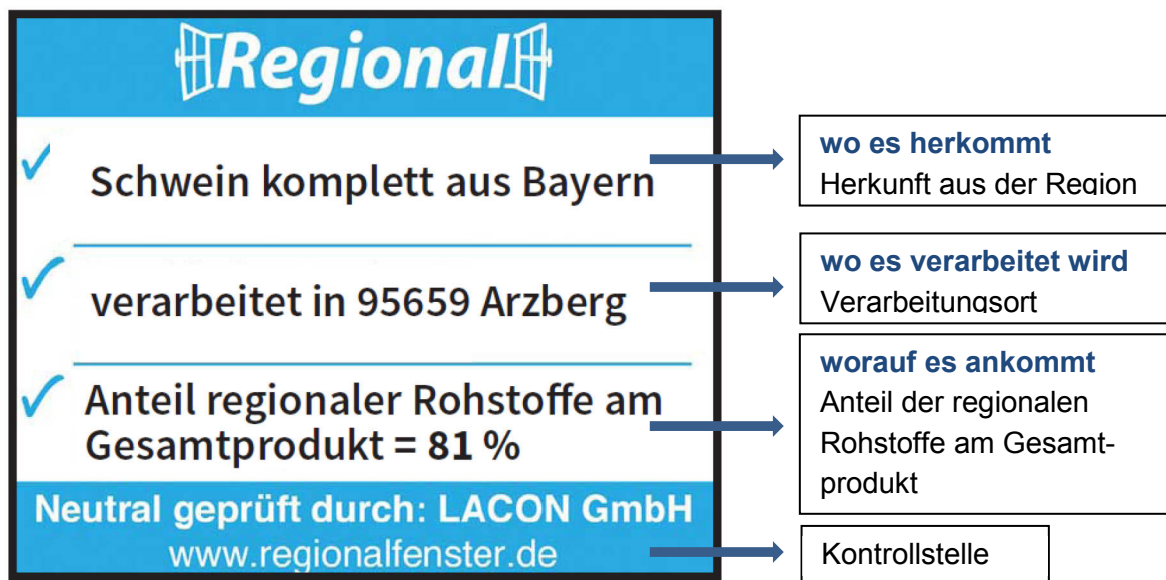 Regional
Schwein komplett aus Bayern
verarbeitet in 95659 Arzberg
Anteil regionaler Rohstoffe am
Gesamtprodukt = 81 %
Neutral geprüft durch: LACON GmbH
www.regionalfenster.de
wo es herkommt
Herkunft aus der Region
wo es verarbeitet wird
Verarbeitungsort
worauf es ankommt
Anteil der regionalen
Rohstoffe am Gesamt-
produkt
Kontrollstelle